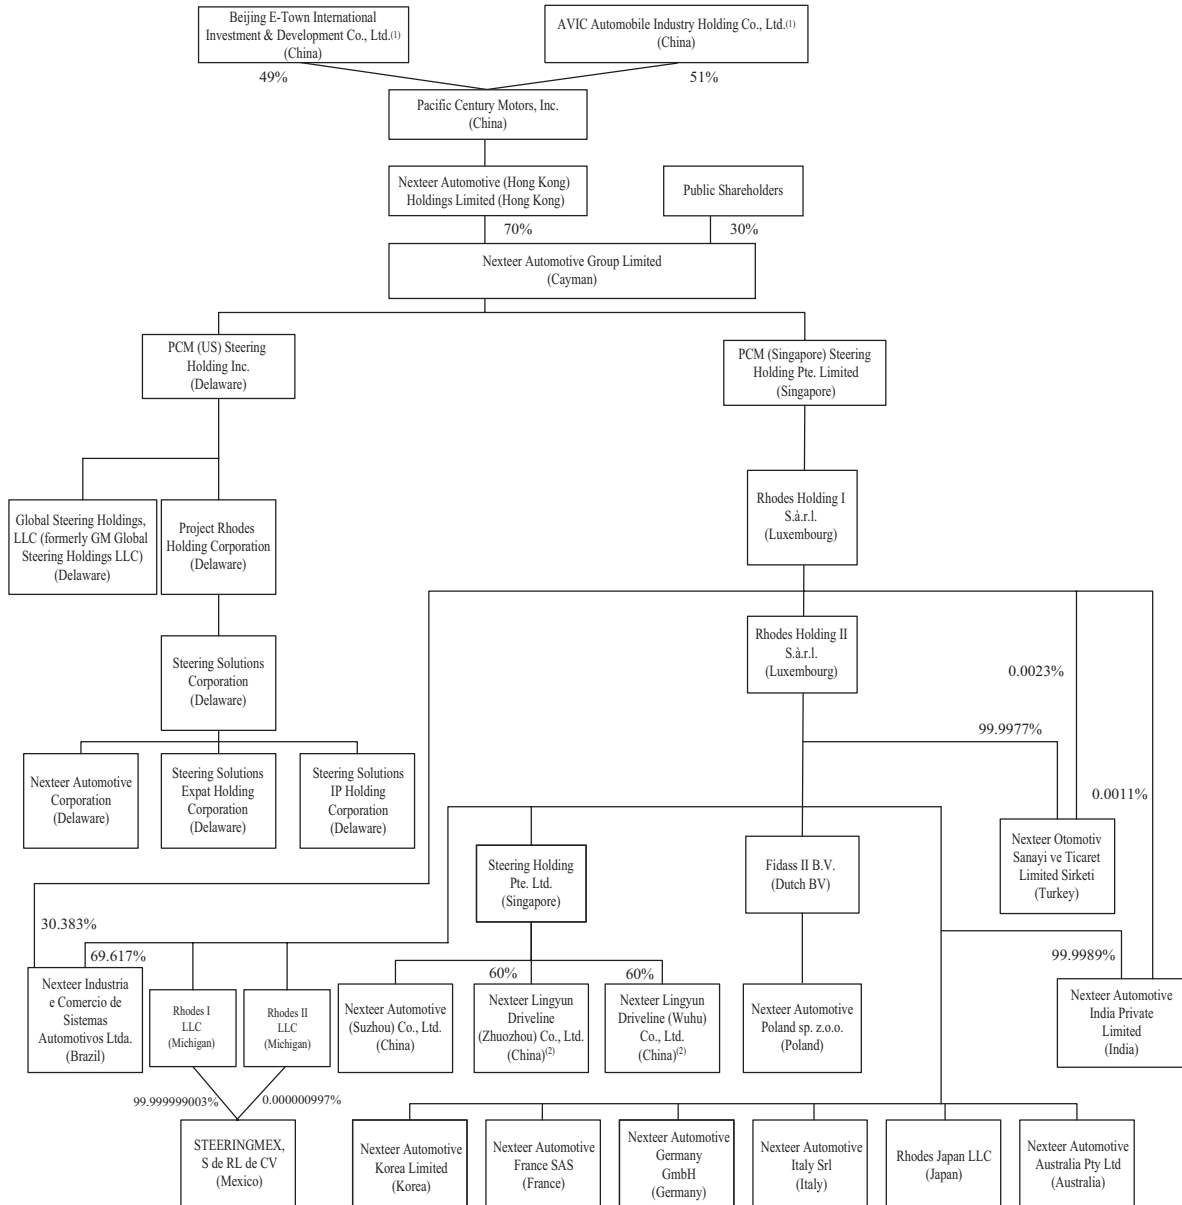 Beijing E-Town International
Investment & Development Co., Ltd.(1)
(China)
AVIC Automobile Industry Holding Co., Ltd.(1)
(China)
49%
51%
Pacific Century Motors, Inc.
(China)
Nexteer Automotive (Hong Kong)
Holdings Limited (Hong Kong)
Public Shareholders
70%
30%
Nexteer Automotive Group Limited
(Cayman)
PCM (US) Steering
Holding Inc.
(Delaware)
PCM (Singapore) Steering
Holding Pte. Limited
(Singapore)
Global Steering Holdings,
LLC (formerly GM Global
Steering Holdings LLC)
(Delaware)
Project Rhodes
Holding Corporation
(Delaware)
Rhodes Holding I
S.à.r.l.
(Luxembourg)
Steering Solutions
Corporation
(Delaware)
Rhodes Holding II
S.à.r.l.
(Luxembourg)
0.0023%
99.9977%
0.0011%
Nexteer Automotive
Corporation
(Delaware)
Steering Solutions
Expat Holding
Corporation
(Delaware)
Steering Solutions
IP Holding
Corporation
(Delaware)
Steering Holding
Pte. Ltd.
(Singapore)
Fidass II B.V.
(Dutch BV)
Nexteer Otomotiv
Sanayi ve Ticaret
Limited Sirketi
(Turkey)
30.383%
69.617%
60%
60%
99.9989%
Nexteer Industria
e Comercio de
Sistemas
Automotivos Ltda.
(Brazil)
Rhodes I
LLC
(Michigan)
Rhodes II
LLC
(Michigan)
Nexteer Automotive
(Suzhou) Co., Ltd.
(China)
Nexteer Lingyun
Driveline
(Zhuozhou) Co., Ltd.
(China)(2)
Nexteer Lingyun
Driveline (Wuhu)
Co., Ltd.
(China)(2)
Nexteer Automotive
Poland sp. z.o.o.
(Poland)
Nexteer Automotive
India Private
Limited
(India)
99.999999003%
0.000000997%
STEERINGMEX,
S de RL de CV
(Mexico)
Nexteer Automotive
Korea Limited
(Korea)
Nexteer Automotive
France SAS
(France)
Nexteer Automotive
Germany
GmbH
(Germany)
Nexteer Automotive
Italy Srl
(Italy)
Rhodes Japan LLC
(Japan)
Nexteer Automotive
Australia Pty Ltd
(Australia)